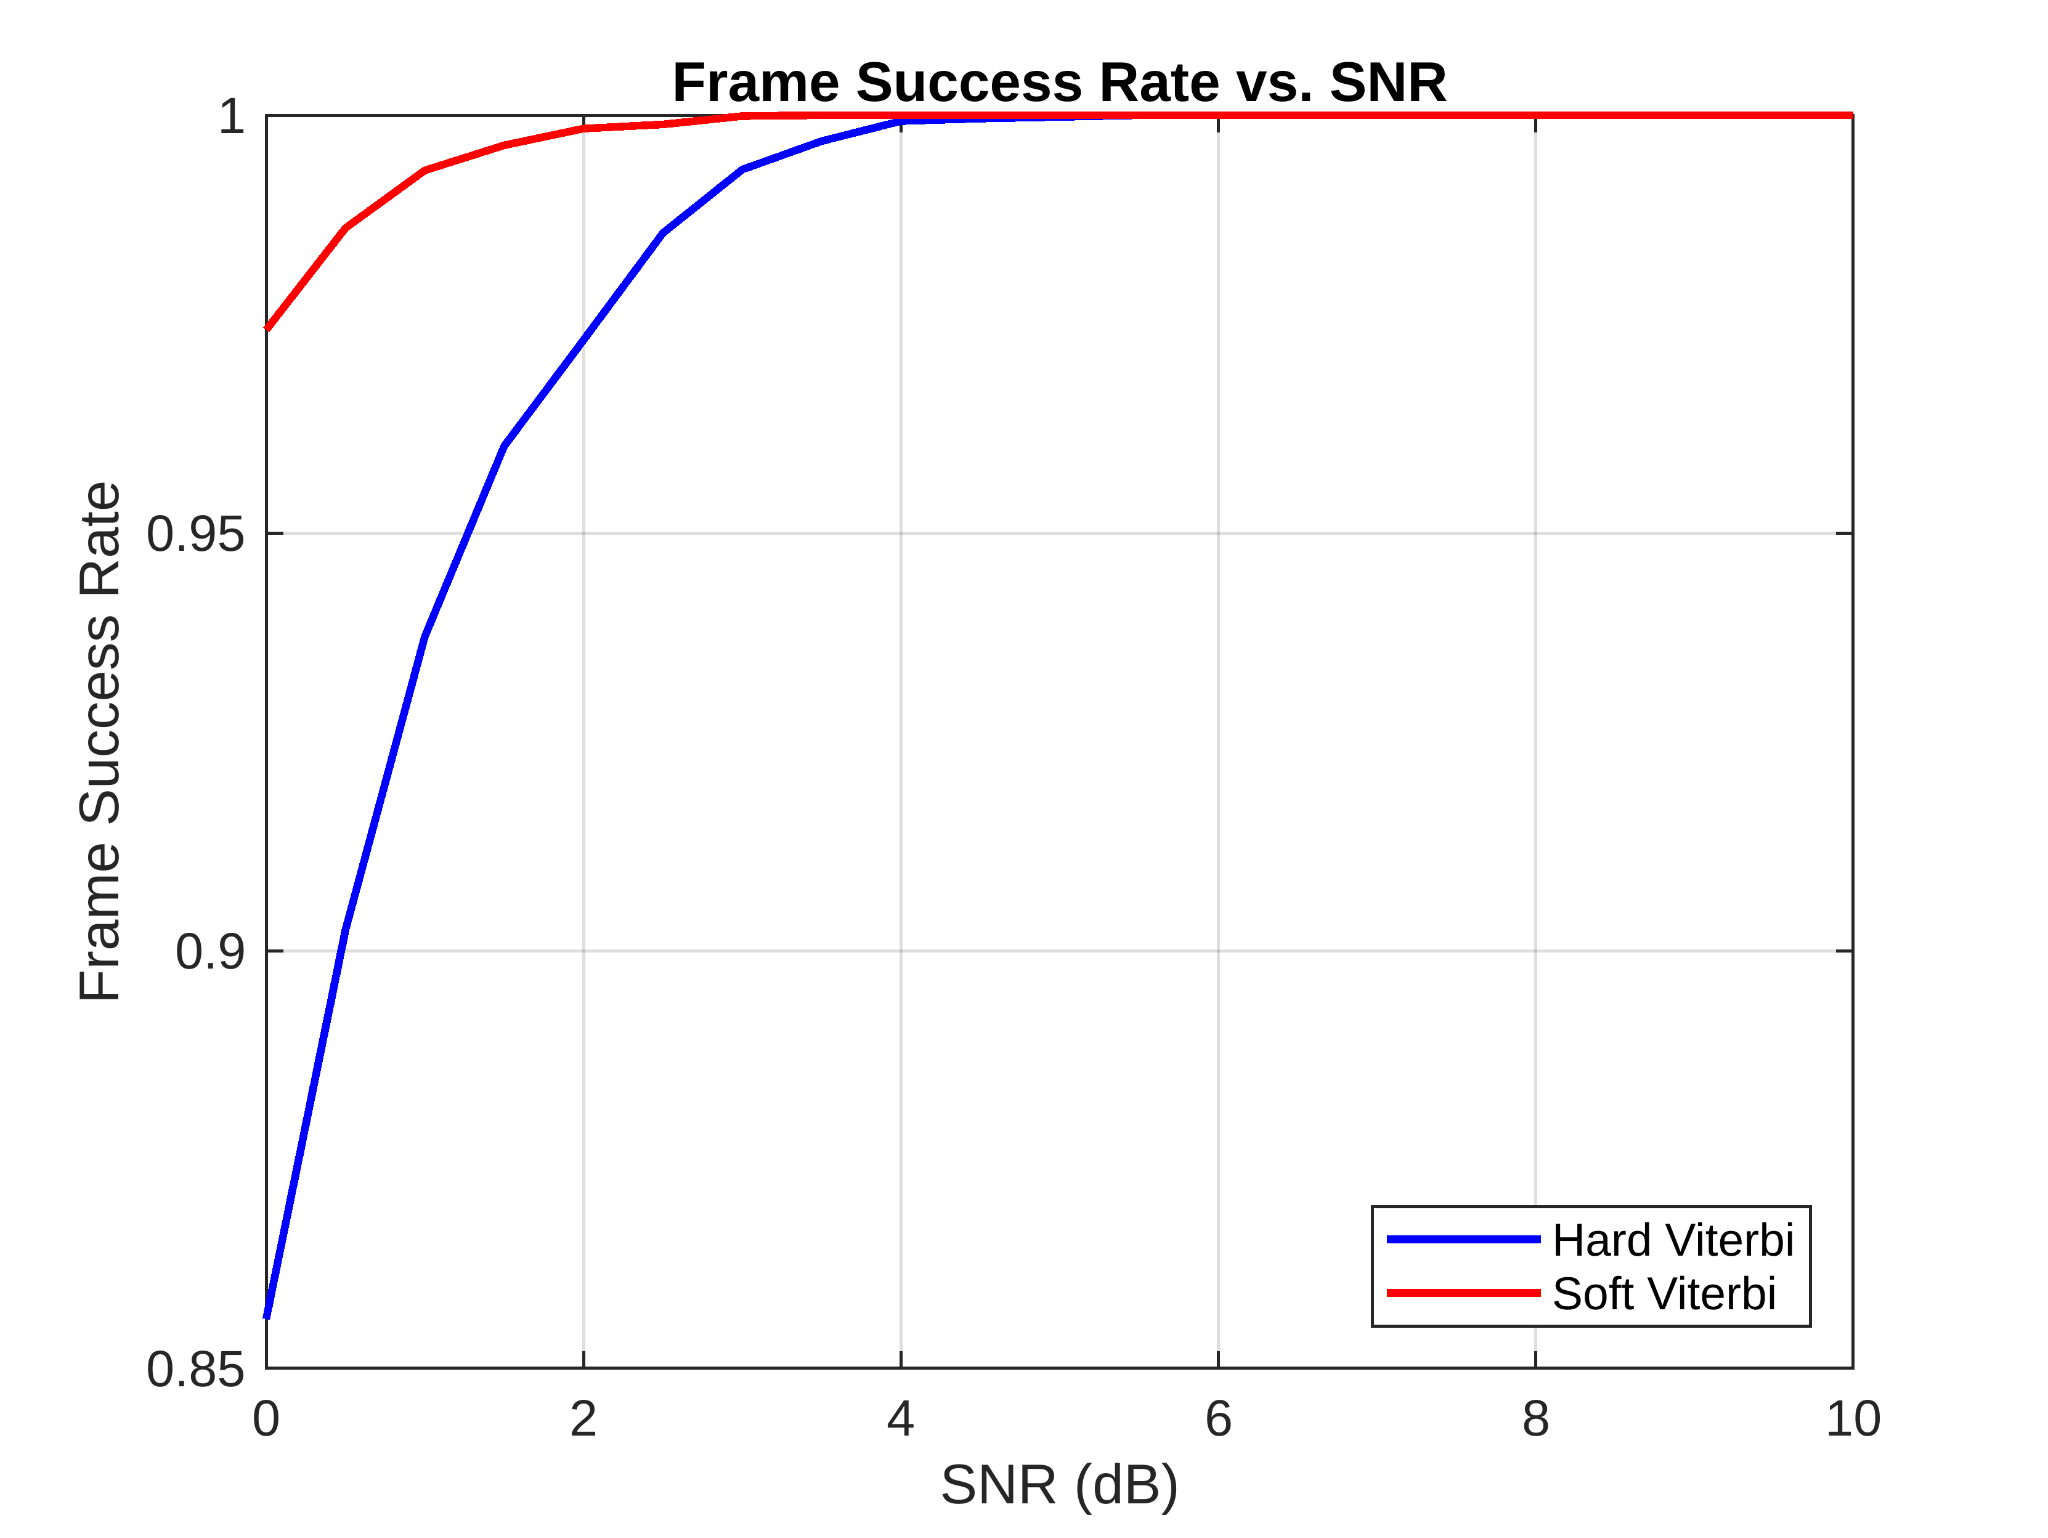 Frame Success Rate vs. SNR
1
0.95
0.9
0.85
Frame Success Rate
0 2 4 6 8 10
SNR (dB)
Hard Viterbi
Soft Viterbi